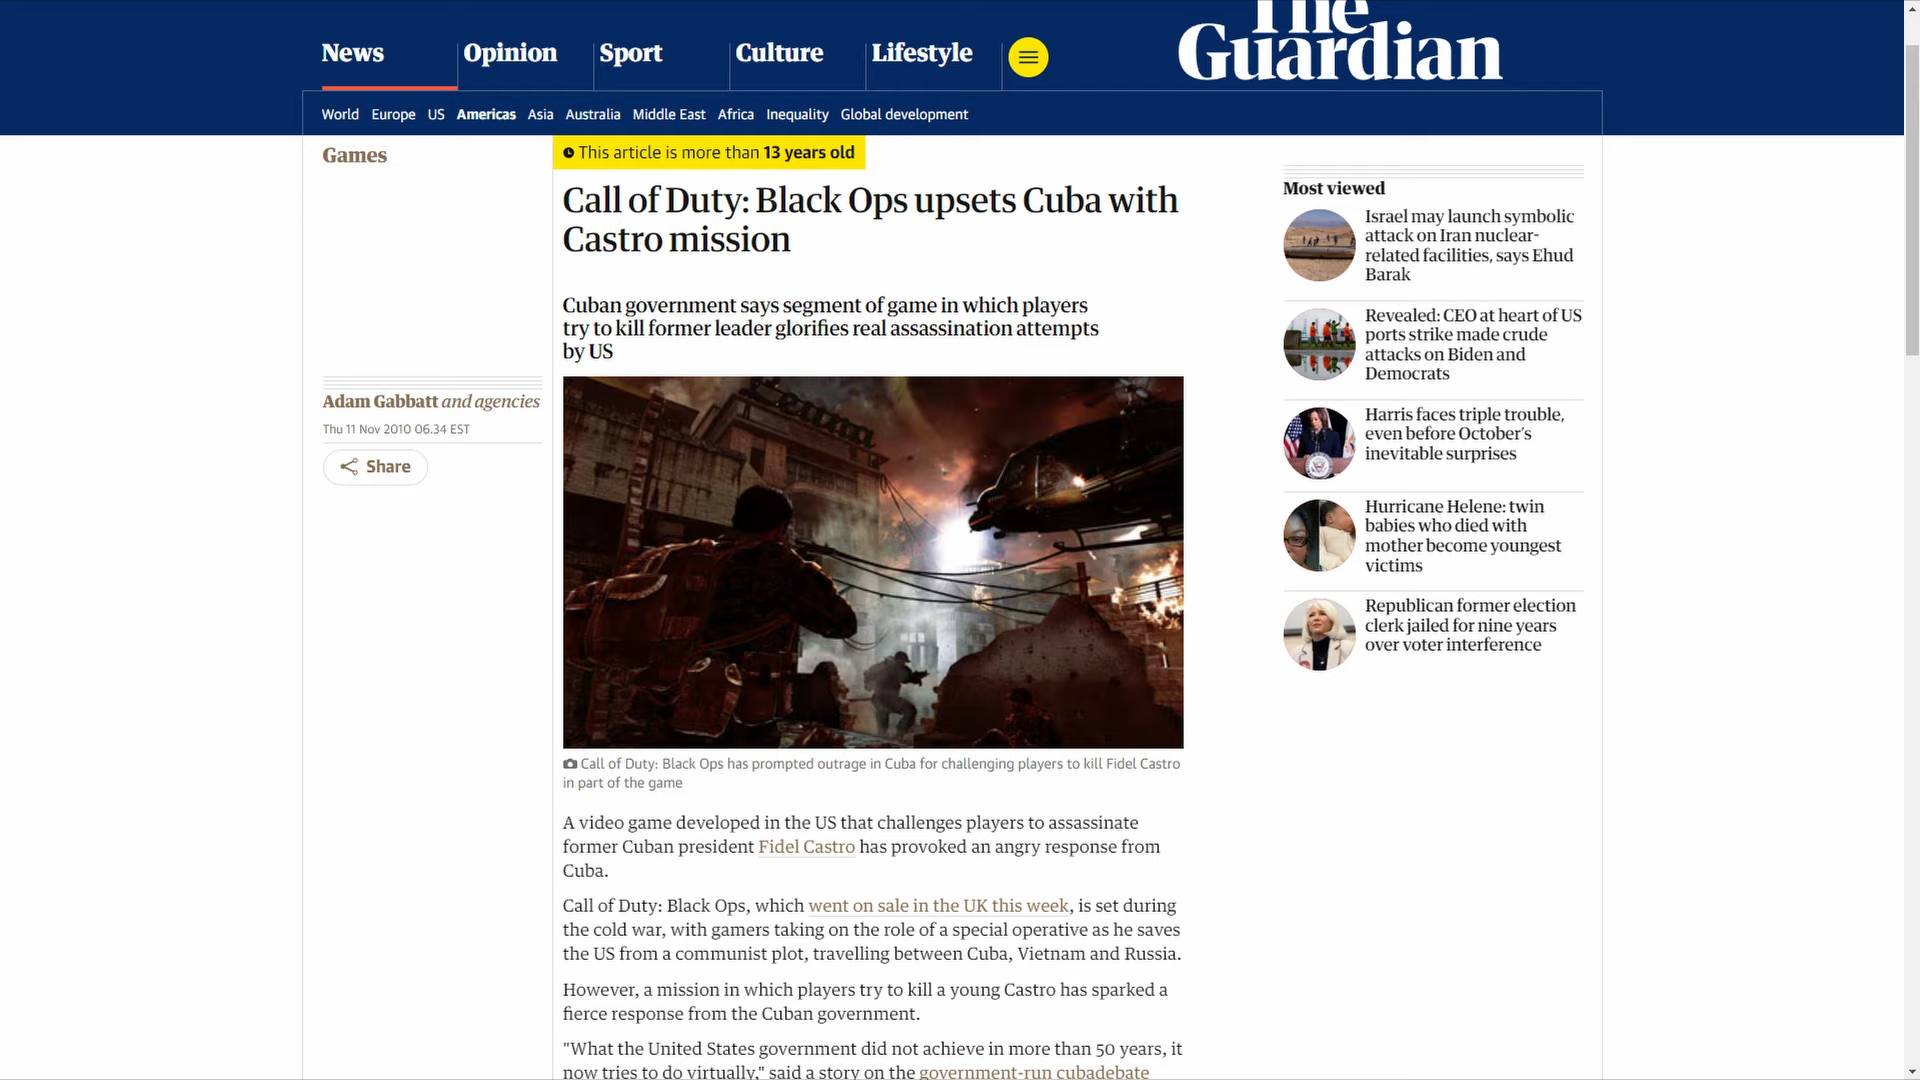 The
Guardian
News
Opinion
Sport
Culture
Lifestyle
World
Europe
US
Americas
Asia
Australia
Middle East
Africa
Inequality
Global development
Games
This article is more than 13 years old
Call of Duty: Black Ops upsets Cuba with
Castro mission
Cuban government says segment of game in which players
try to kill former leader glorifies real assassination attempts
by US
Adam Gabbatt and agencies
Thu 11 Nov 2010 06.34 EST
Share
Call of Duty: Black Ops has prompted outrage in Cuba for challenging players to kill Fidel Castro
in part of the game
A video game developed in the US that challenges players to assassinate
former Cuban president Fidel Castro has provoked an angry response from
Cuba.
Call of Duty: Black Ops, which went on sale in the UK this week, is set during
the cold war, with gamers taking on the role of a special operative as he saves
the US from a communist plot, travelling between Cuba, Vietnam and Russia.
However, a mission in which players try to kill a young Castro has sparked a
fierce response from the Cuban government.
"What the United States government did not achieve in more than 50 years, it
now tries to do virtually," said a story on the government-run cubadebate
Most viewed
Israel may launch symbolic
attack on Iran nuclear-
related facilities, says Ehud
Barak
Revealed: CEO at heart of US
ports strike made crude
attacks on Biden and
Democrats
Harris faces triple trouble,
even before October's
inevitable surprises
Hurricane Helene: twin
babies who died with
mother become youngest
victims
Republican former election
clerk jailed for nine years
over voter interference